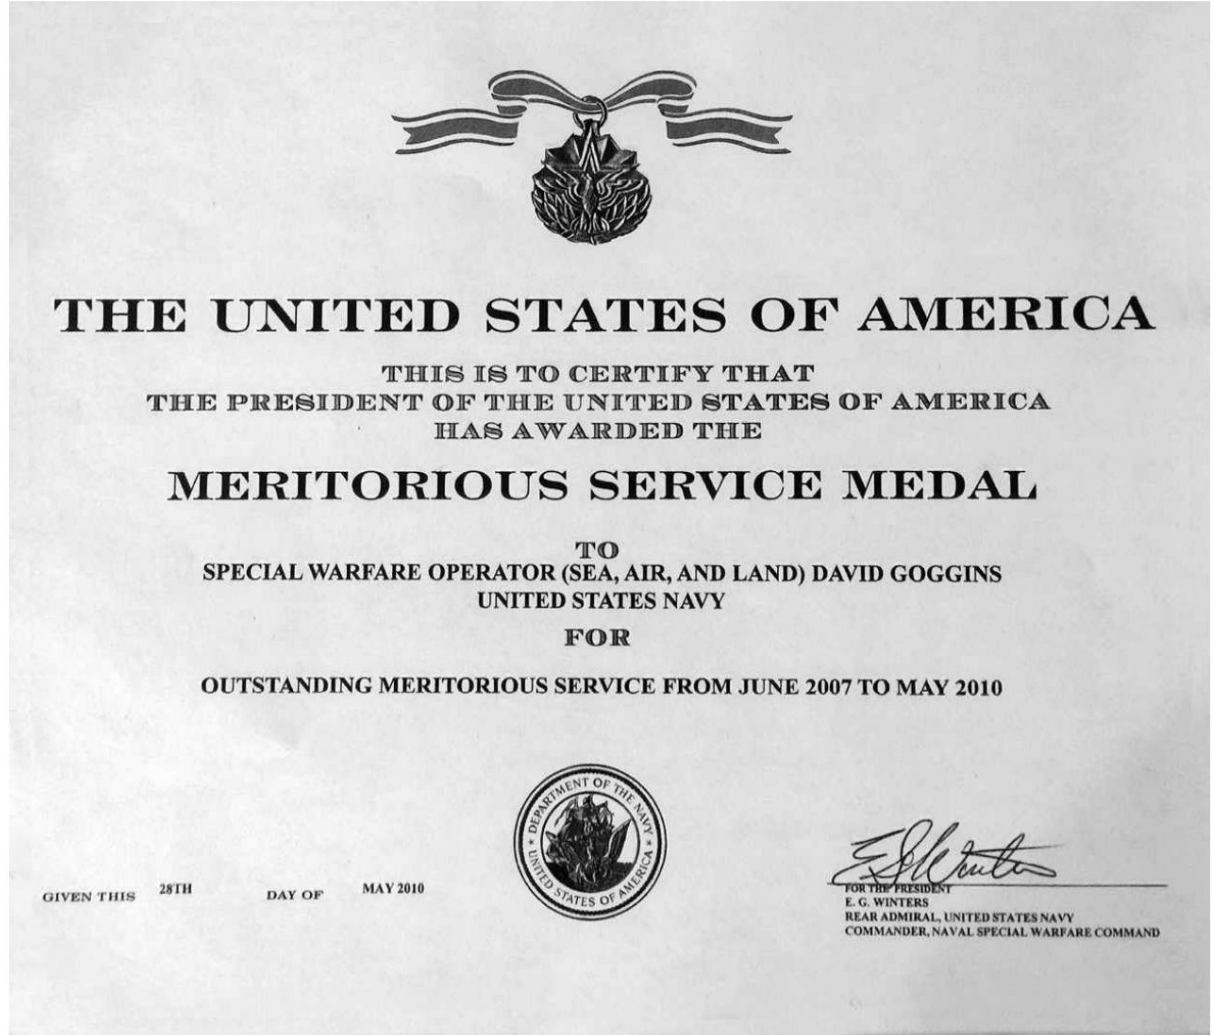 THE UNITED STATES OF AMERICA
THIS IS TO CERTIFY THAT
THE PRESIDENT OF THE UNITED STATES OF AMERICA
HAS AWARDED THE
MERITORIOUS SERVICE MEDAL
TO
SPECIAL WARFARE OPERATOR (SEA, AIR, AND LAND) DAVID GOGGINS
UNITED STATES NAVY
FOR
OUTSTANDING MERITORIOUS SERVICE FROM JUNE 2007 TO MAY 2010
DEPARTMENT OF THE NAVY
UNITED STATES OF AMERICA
GIVEN THIS 28TH DAY OF MAY 2010
E G Winters
FOR THE PRESIDENT
E. G. WINTERS
REAR ADMIRAL, UNITED STATES NAVY
COMMANDER, NAVAL SPECIAL WARFARE COMMAND